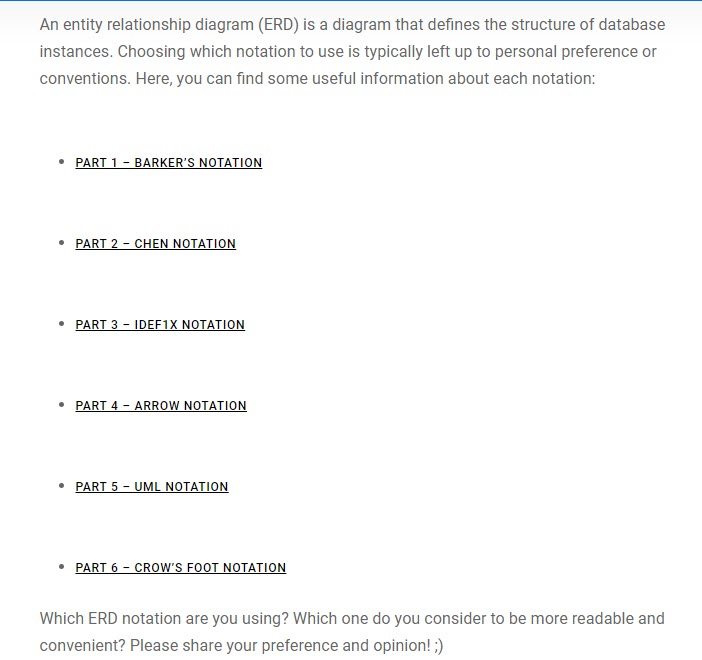 An entity relationship diagram (ERD) is a diagram that defines the structure of database
instances. Choosing which notation to use is typically left up to personal preference or
conventions. Here, you can find some useful information about each notation:
PART 1 – BARKER’S NOTATION
PART 2 – CHEN NOTATION
PART 3 – IDEF1X NOTATION
PART 4 – ARROW NOTATION
PART 5 – UML NOTATION
PART 6 – CROW’S FOOT NOTATION
Which ERD notation are you using? Which one do you consider to be more readable and
convenient? Please share your preference and opinion! ;)